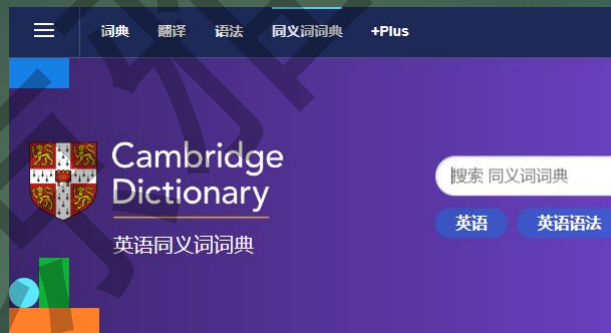 词典 翻译 语法 同义词词典 +Plus
Cambridge
Dictionary
英语同义词词典
搜索 同义词词典
英语 英语语法